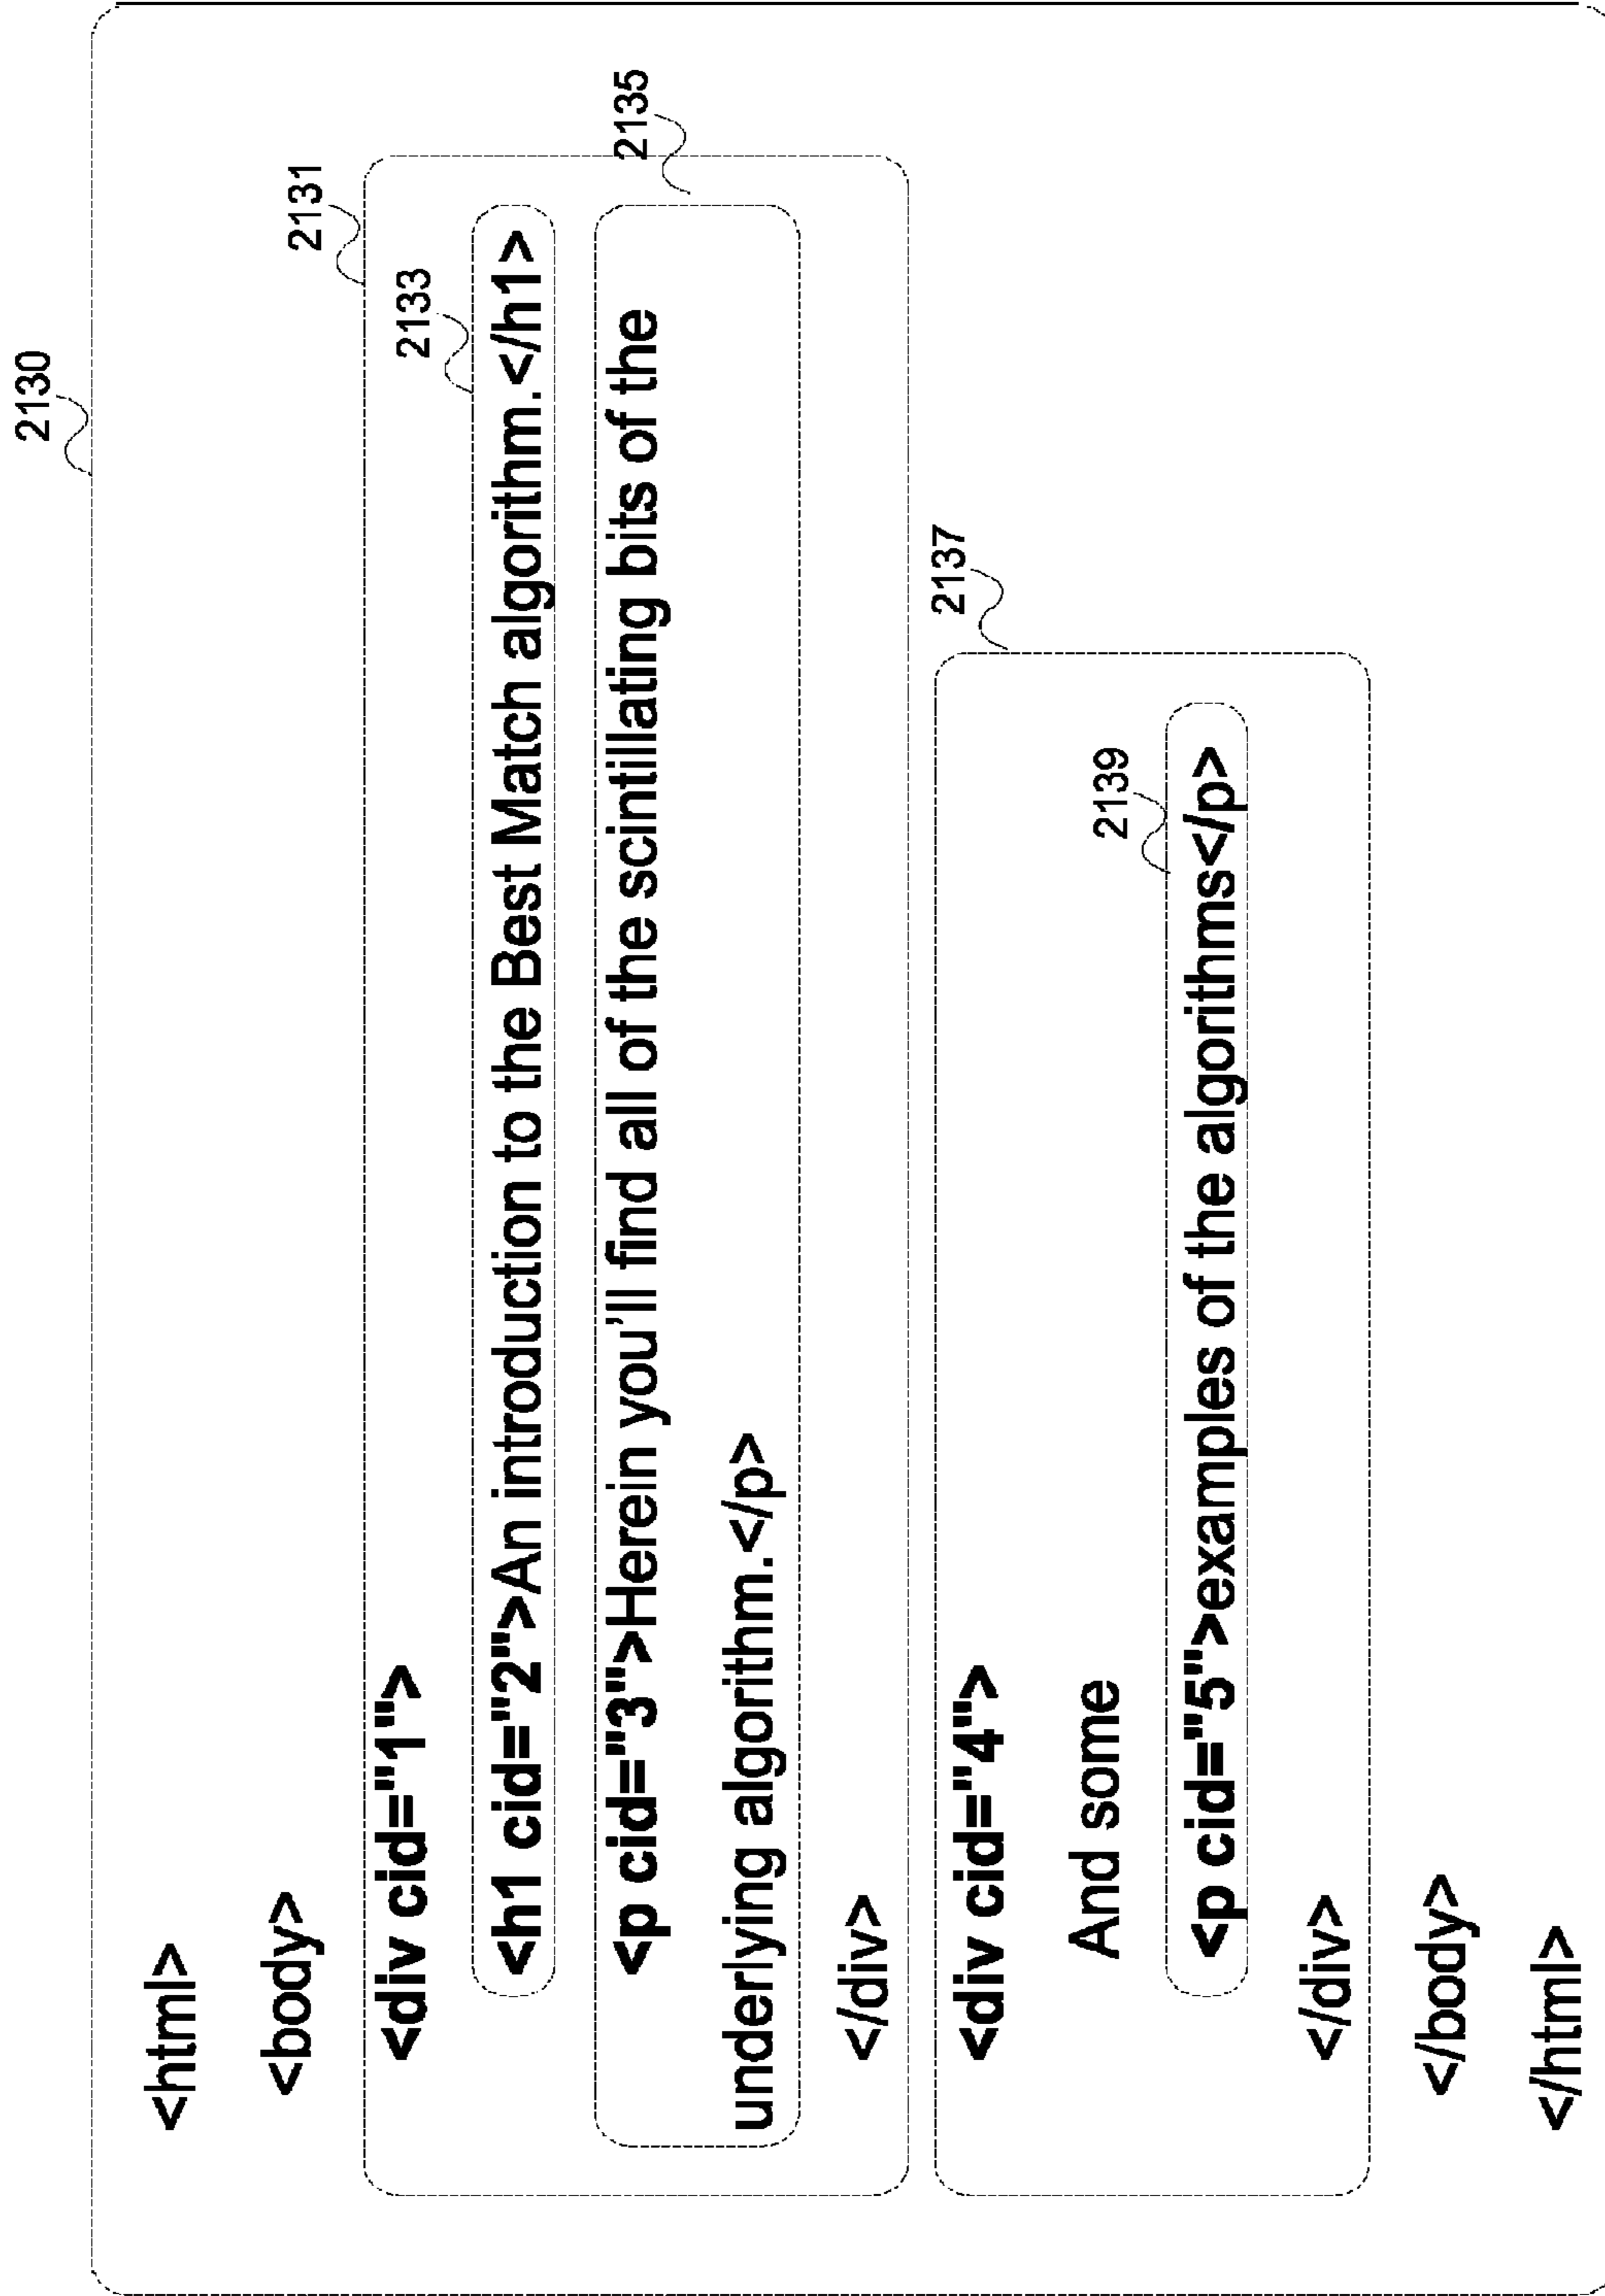 2130
<html>
<body>
2131
<div cid="1">
2133
<h1 cid="2">An introduction to the Best Match algorithm.</h1>
2135
<p cid="3">Herein you'll find all of the scintillating bits of the
underlying algorithm.</p>
</div>
2137
<div cid="4">
And some
2139
<p cid="5">examples of the algorithms</p>
</div>
</body>
</html>